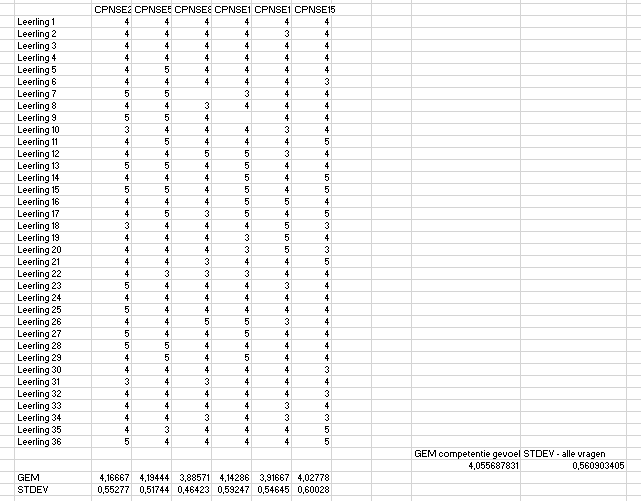 CPNSE2 CPNSE5 CPNSE8 CPNSE1 CPNSE1 CPNSE15
Leerling 1 4 4 4 4 4 4
Leerling 2 4 4 4 4 3 4
Leerling 3 4 4 4 4 4 4
Leerling 4 4 4 4 4 4 4
Leerling 5 4 5 4 4 4 4
Leerling 6 4 4 4 4 4 3
Leerling 7 5 5 3 4 4
Leerling 8 4 4 3 4 4 4
Leerling 9 5 5 4 4 4
Leerling 10 3 4 4 4 3 4
Leerling 11 4 5 4 4 4 5
Leerling 12 4 4 5 5 3 4
Leerling 13 5 5 4 5 4 4
Leerling 14 4 4 4 5 4 5
Leerling 15 5 5 4 5 4 5
Leerling 16 4 4 4 5 5 4
Leerling 17 4 5 3 5 4 5
Leerling 18 3 4 4 4 5 3
Leerling 19 4 4 4 3 5 4
Leerling 20 4 4 4 3 5 3
Leerling 21 4 4 3 4 4 5
Leerling 22 4 3 3 3 4 4
Leerling 23 5 4 4 4 3 4
Leerling 24 4 4 4 4 4 4
Leerling 25 5 4 4 4 4 4
Leerling 26 4 4 5 5 3 4
Leerling 27 5 4 4 5 4 4
Leerling 28 5 5 4 4 4 4
Leerling 29 4 5 4 5 4 4
Leerling 30 4 4 4 4 4 3
Leerling 31 3 4 3 4 4 4
Leerling 32 4 4 4 4 4 3
Leerling 33 4 4 4 4 3 4
Leerling 34 4 4 3 4 3 3
Leerling 35 4 3 4 4 4 5
Leerling 36 5 4 4 4 4 5
GEM competentie gevoel STDEV - alle vragen
4,055687831 0,560903405
GEM 4,16667 4,19444 3,88571 4,14286 3,91667 4,02778
STDEV 0,55277 0,51744 0,46423 0,59247 0,54645 0,60028